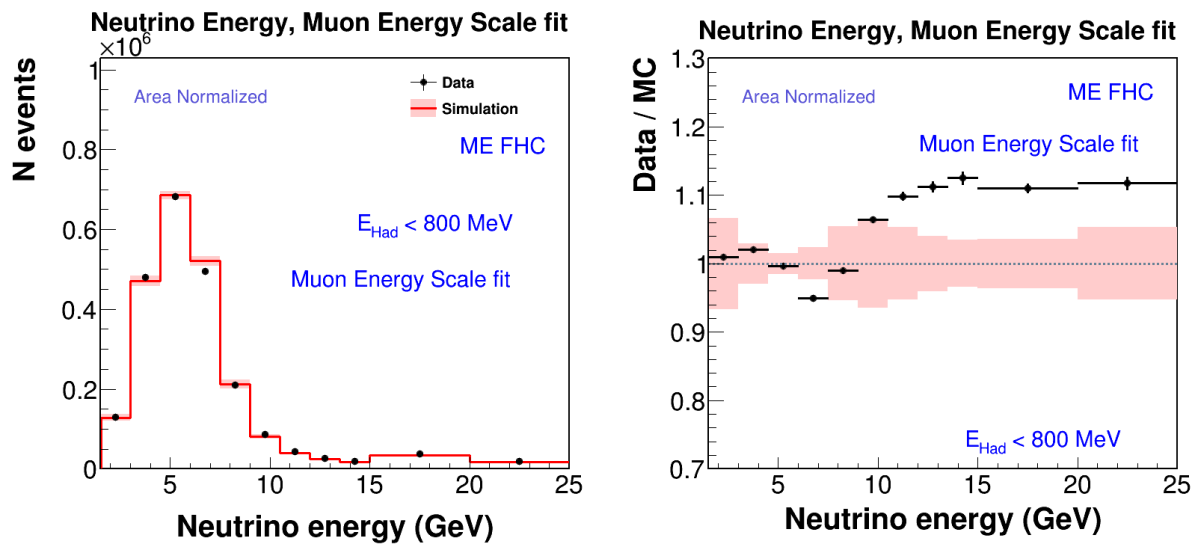 Neutrino Energy, Muon Energy Scale fit
×10⁶
N events
1
0.8
0.6
0.4
0.2
0
Area Normalized
Data
Simulation
ME FHC
E_Had < 800 MeV
Muon Energy Scale fit
5
10
15
20
25
Neutrino energy (GeV)
Neutrino Energy, Muon Energy Scale fit
Data / MC
1.3
1.2
1.1
1
0.9
0.8
0.7
Area Normalized
ME FHC
Muon Energy Scale fit
E_Had < 800 MeV
5
10
15
20
25
Neutrino energy (GeV)